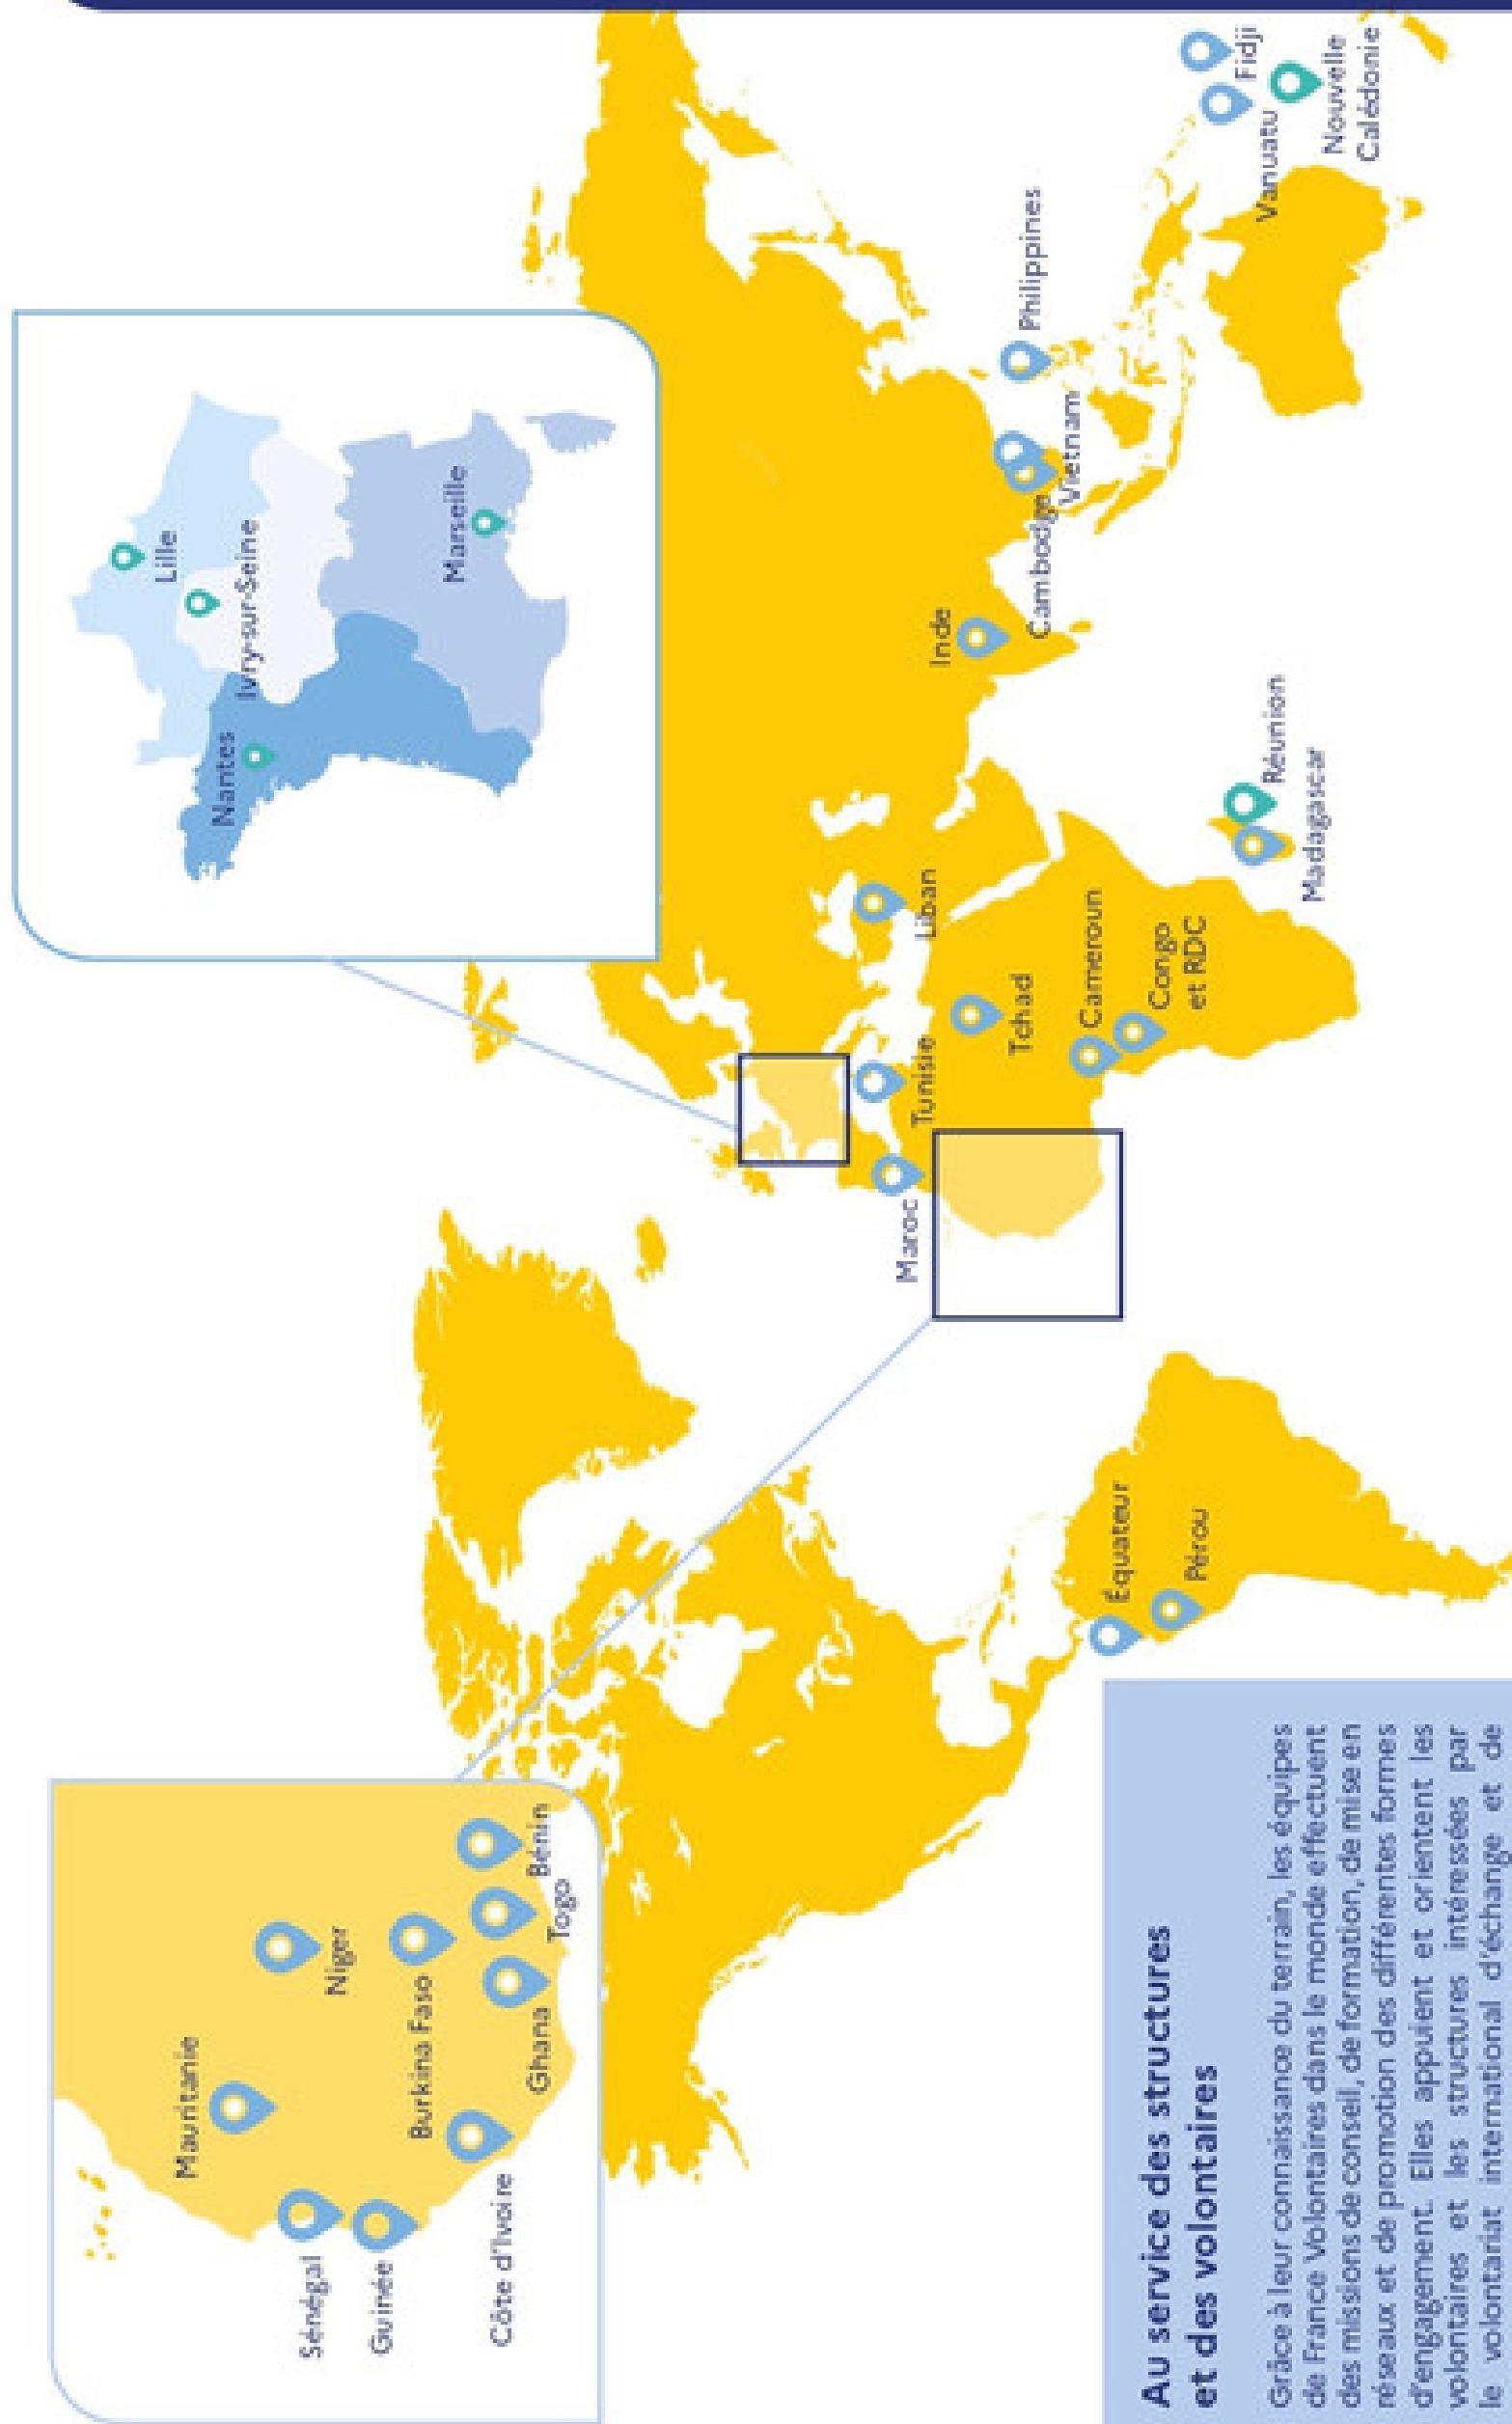 Lille
Ivry-sur-Seine
Nantes
Marseille
Mauritanie
Niger
Sénégal
Guinée
Burkina Faso
Côte d'Ivoire
Ghana
Togo
Bénin
Maroc
Tunisie
Liban
Tchad
Cameroun
Congo
et RDC
Inde
Cambodge
Vietnam
Philippines
Réunion
Madagascar
Fidji
Vanuatu
Nouvelle
Calédonie
Équateur
Pérou
Au service des structures
et des volontaires
Grâce à leur connaissance du terrain, les équipes
de France Volontaires dans le monde effectuent
des missions de conseil, de formation, de mise en
réseaux et de promotion des différentes formes
d'engagement. Elles appuient et orientent les
volontaires et les structures intéressées par
le volontariat international d'échange et de